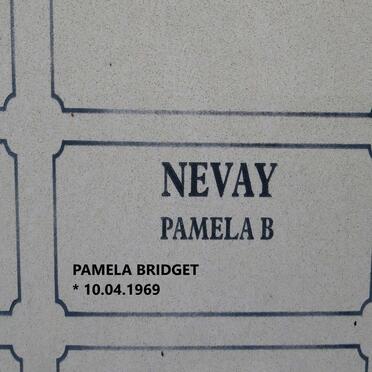 NEVAY
PAMELA B
PAMELA BRIDGET
* 10.04.1969